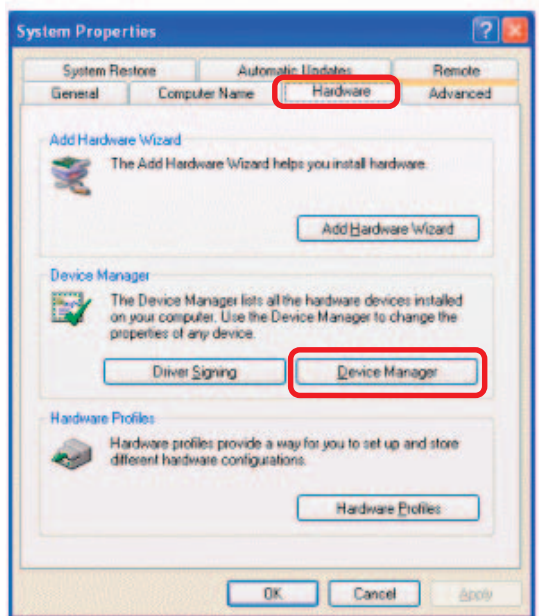 System Properties
?
System Restore Automatic Updates Remote
General Computer Name Hardware Advanced
Add Hardware Wizard
The Add Hardware Wizard helps you install hardware.
Add Hardware Wizard
Device Manager
The Device Manager lists all the hardware devices installed
on your computer. Use the Device Manager to change the
properties of any device.
Driver Signing Device Manager
Hardware Profiles
Hardware profiles provide a way for you to set up and store
different hardware configurations.
Hardware Profiles
OK Cancel Apply